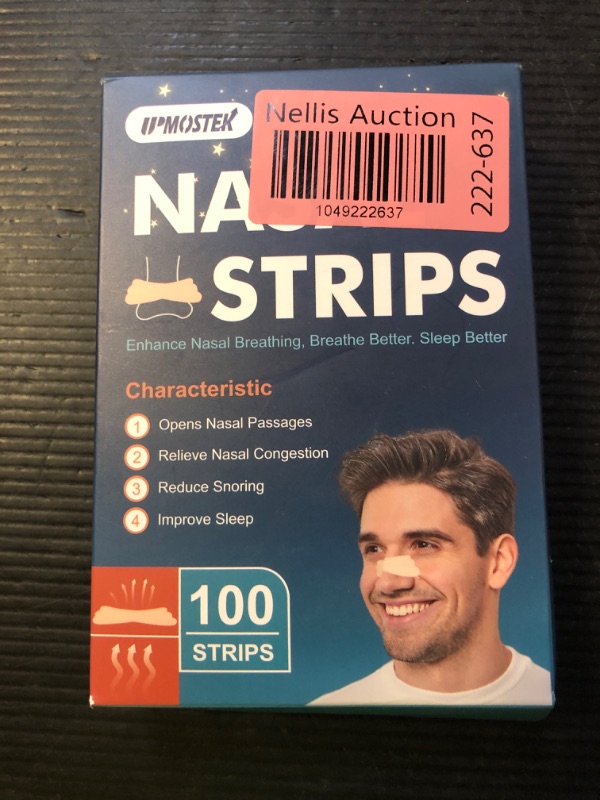 UPMOSTEK
Nellis Auction
1049222637
222-637
NA
STRIPS
Enhance Nasal Breathing, Breathe Better. Sleep Better
Characteristic
1 Opens Nasal Passages
2 Relieve Nasal Congestion
3 Reduce Snoring
4 Improve Sleep
100
STRIPS